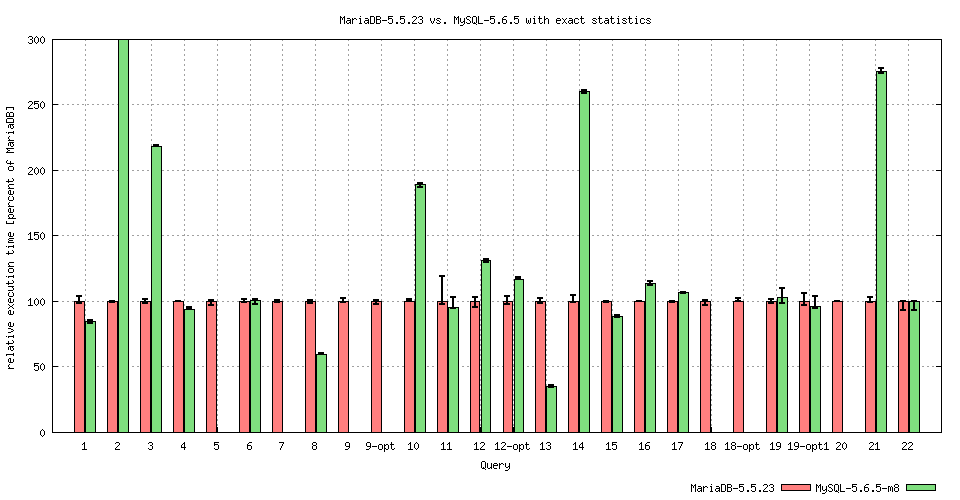 MariaDB-5.5.23 vs. MySQL-5.6.5 with exact statistics
relative execution time [percent of MariaDB]
300
250
200
150
100
50
0
1 2 3 4 5 6 7 8 9 9-opt 10 11 12 12-opt 13 14 15 16 17 18 18-opt 19 19-opt1 20 21 22
Query
MariaDB-5.5.23 MySQL-5.6.5-m8